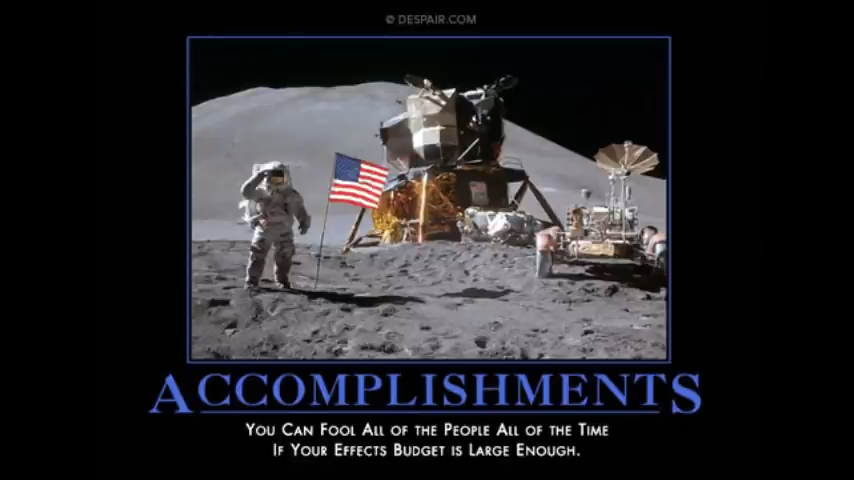 © DESPAIR.COM
ACCOMPLISHMENTS
YOU CAN FOOL ALL OF THE PEOPLE ALL OF THE TIME
IF YOUR EFFECTS BUDGET IS LARGE ENOUGH.